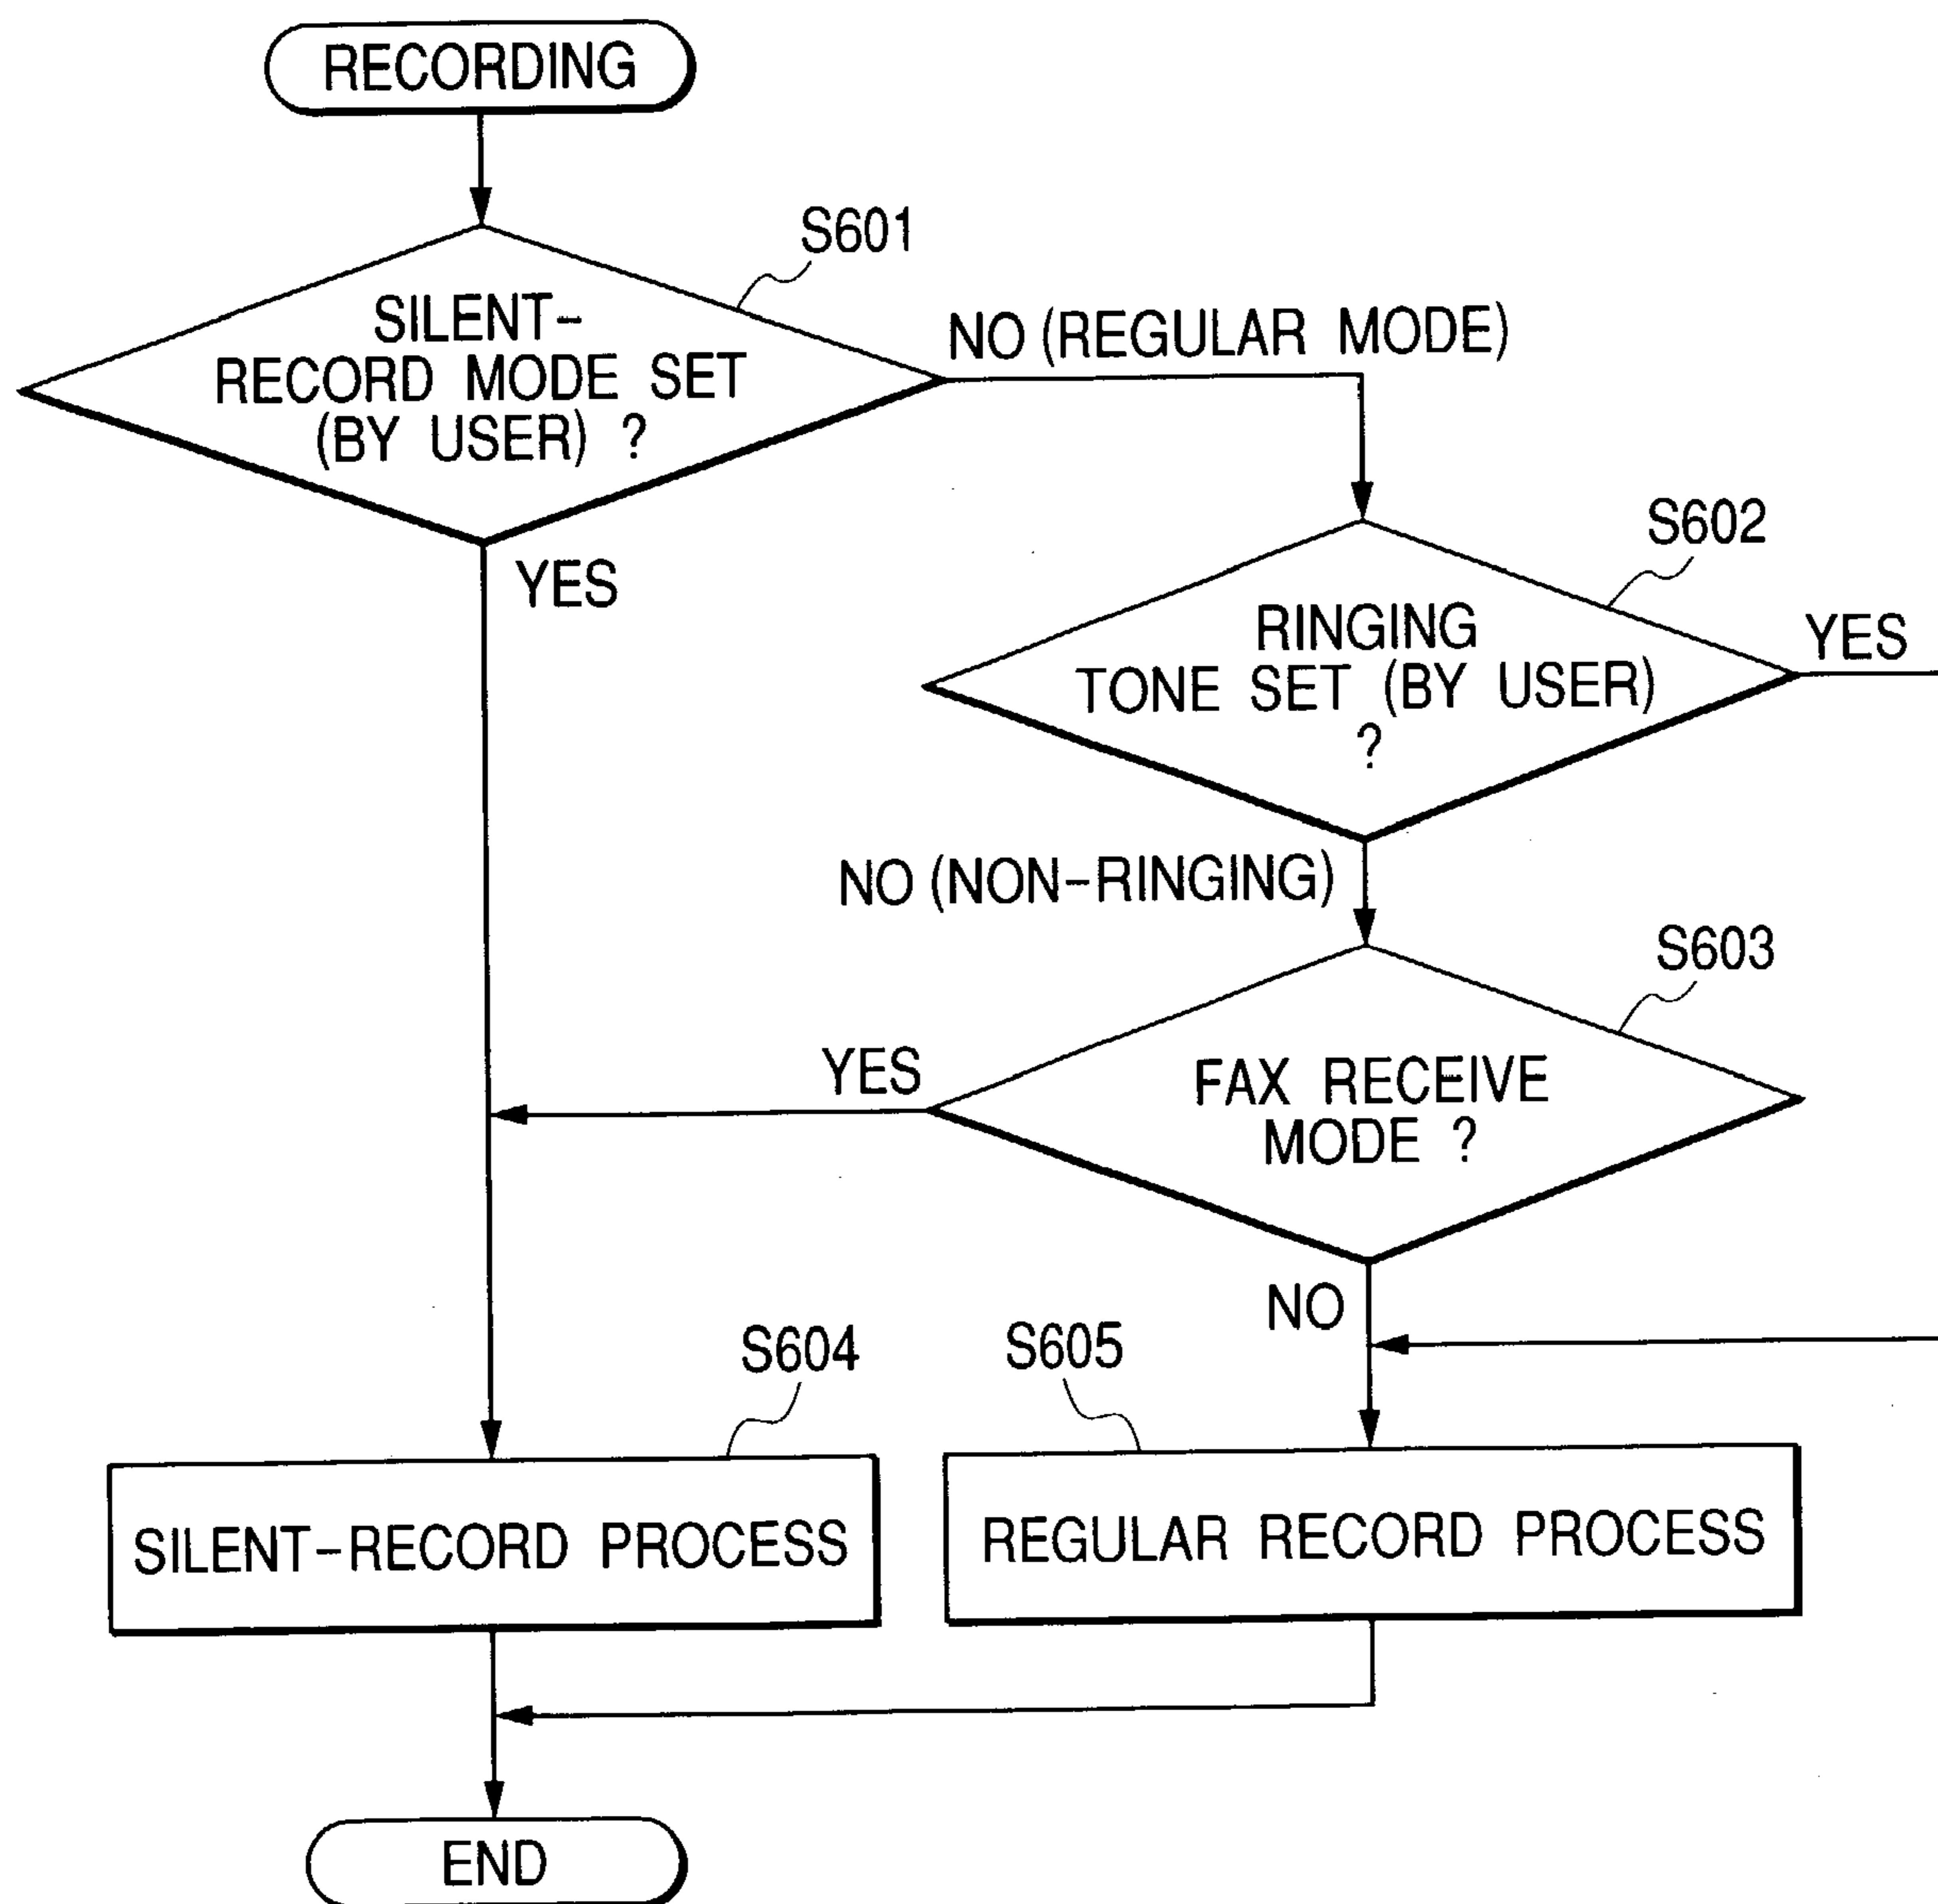 RECORDING
S601
SILENT-
RECORD MODE SET
(BY USER) ?
NO (REGULAR MODE)
YES
S602
RINGING
TONE SET (BY USER)
?
YES
NO (NON-RINGING)
S603
FAX RECEIVE
MODE ?
YES
NO
S604
S605
SILENT-RECORD PROCESS
REGULAR RECORD PROCESS
END